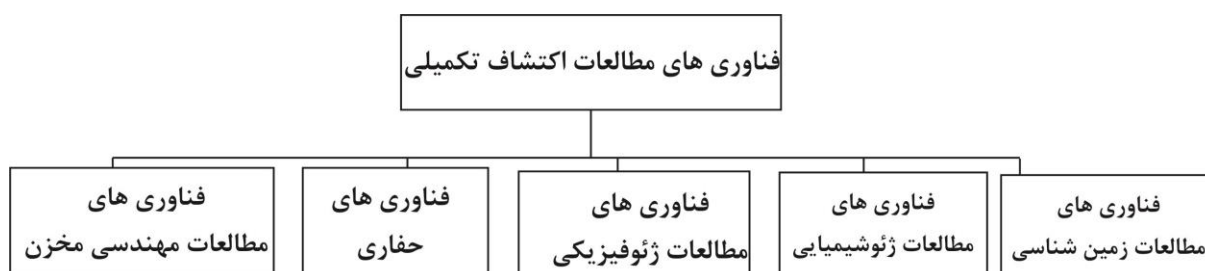 فناوری های مطالعات اکتشاف تکمیلی
فناوری های
مطالعات زمین شناسی
فناوری های
مطالعات ژئوشیمیایی
فناوری های
مطالعات ژئوفیزیکی
فناوری های
حفاری
فناوری های
مطالعات مهندسی مخزن